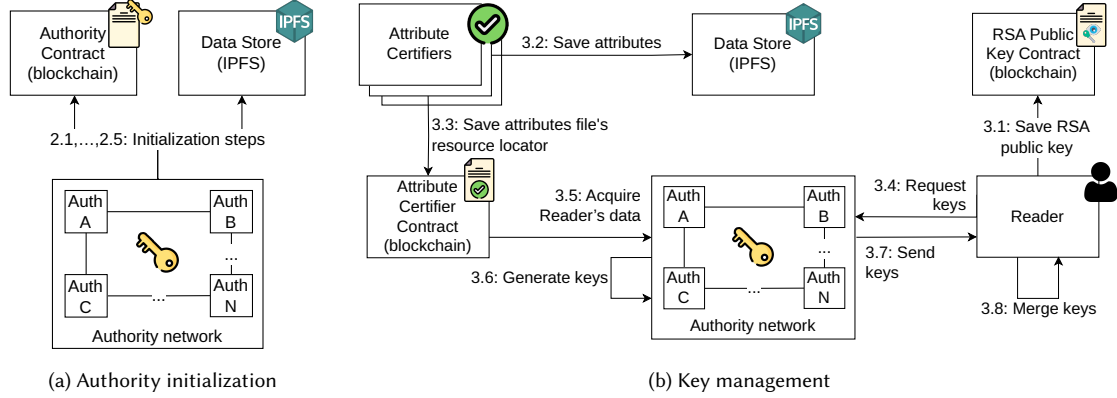 Authority
Contract
(blockchain)
IPFS
Data Store
(IPFS)
2.1,...,2.5: Initialization steps
Auth
A
Auth
B
...
Auth
C
...
Auth
N
Authority network
(a) Authority initialization
Attribute
Certifiers
3.2: Save attributes
IPFS
Data Store
(IPFS)
RSA Public
Key Contract
(blockchain)
3.3: Save attributes file's
resource locator
3.1: Save RSA
public key
Attribute
Certifier
Contract
(blockchain)
3.5: Acquire
Reader's data
3.6: Generate keys
Auth
A
Auth
B
...
Auth
C
...
Auth
N
Authority network
3.4: Request
keys
3.7: Send
keys
Reader
3.8: Merge keys
(b) Key management